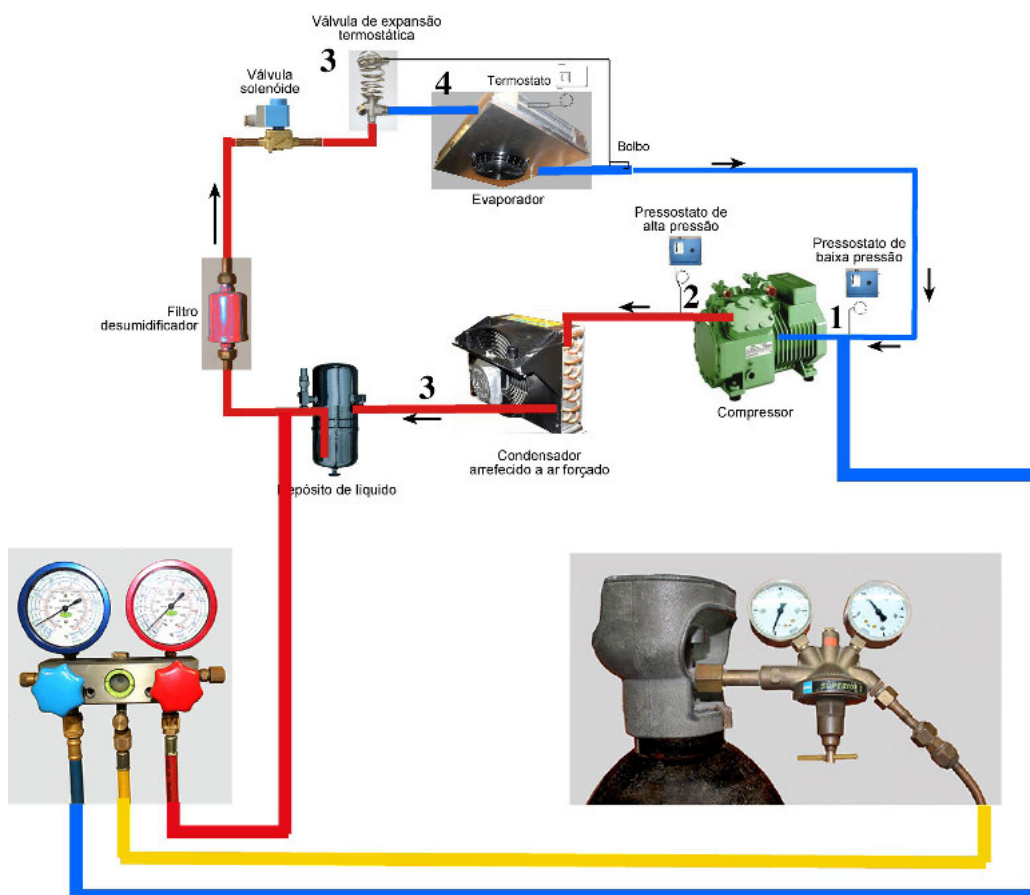 Válvula de expansão
termostática
3
Válvula
solenóide
4
Termostato
Bolbo
Evaporador
Pressostato de
alta pressão
Pressostato de
baixa pressão
2
1
Filtro
desumidificador
3
Compressor
Condensador
arrefecido a ar forçado
Depósito de líquido